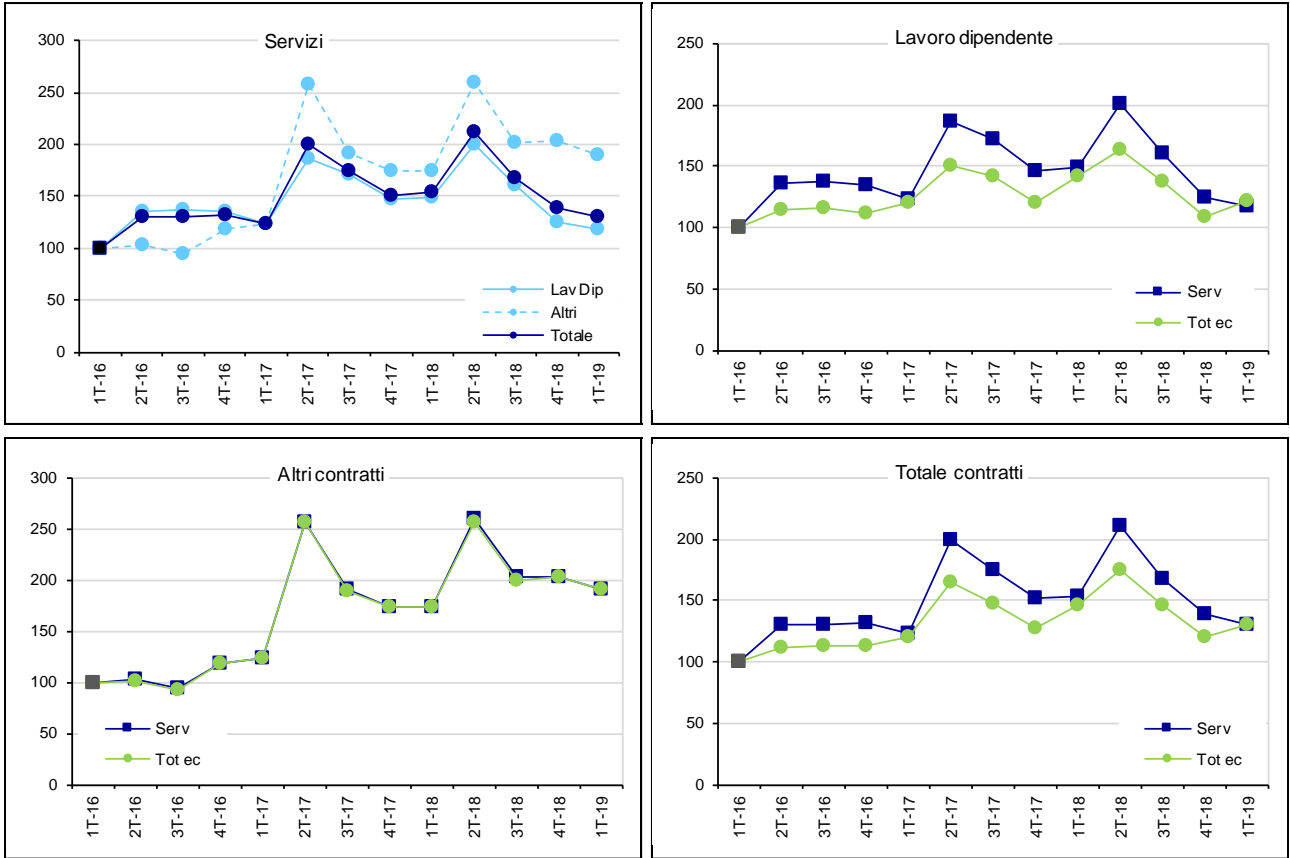 Servizi
300
250
200
150
100
50
0
Lav Dip
Altri
Totale
1T-16
2T-16
3T-16
4T-16
1T-17
2T-17
3T-17
4T-17
1T-18
2T-18
3T-18
4T-18
1T-19
Lavoro dipendente
250
200
150
100
50
0
Serv
Tot ec
1T-16
2T-16
3T-16
4T-16
1T-17
2T-17
3T-17
4T-17
1T-18
2T-18
3T-18
4T-18
1T-19
Altri contratti
300
250
200
150
100
50
0
Serv
Tot ec
1T-16
2T-16
3T-16
4T-16
1T-17
2T-17
3T-17
4T-17
1T-18
2T-18
3T-18
4T-18
1T-19
Totale contratti
250
200
150
100
50
0
Serv
Tot ec
1T-16
2T-16
3T-16
4T-16
1T-17
2T-17
3T-17
4T-17
1T-18
2T-18
3T-18
4T-18
1T-19